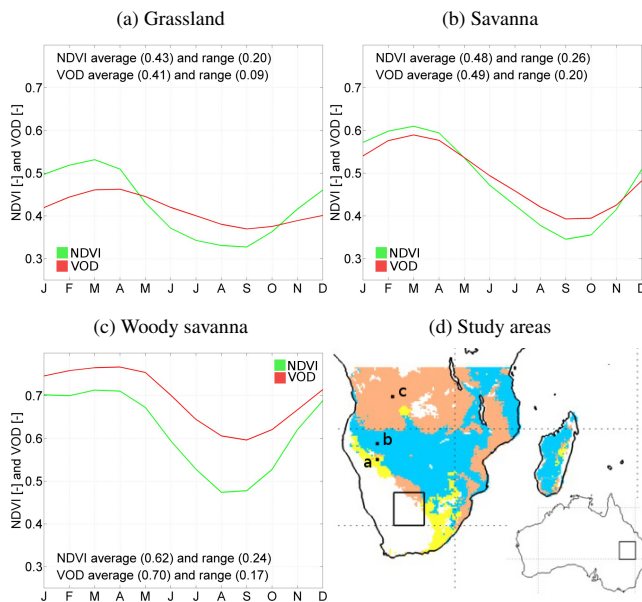 (a) Grassland
(b) Savanna
NDVI average (0.43) and range (0.20)
VOD average (0.41) and range (0.09)
NDVI [-] and VOD [-]
0.7
0.6
0.5
0.4
0.3
NDVI
VOD
J F M A M J J A S O N D
NDVI average (0.48) and range (0.26)
VOD average (0.49) and range (0.20)
NDVI [-] and VOD [-]
0.7
0.6
0.5
0.4
0.3
NDVI
VOD
J F M A M J J A S O N D
(c) Woody savanna
(d) Study areas
NDVI
VOD
NDVI [-] and VOD [-]
0.7
0.6
0.5
0.4
0.3
NDVI average (0.62) and range (0.24)
VOD average (0.70) and range (0.17)
J F M A M J J A S O N D
c
b
a